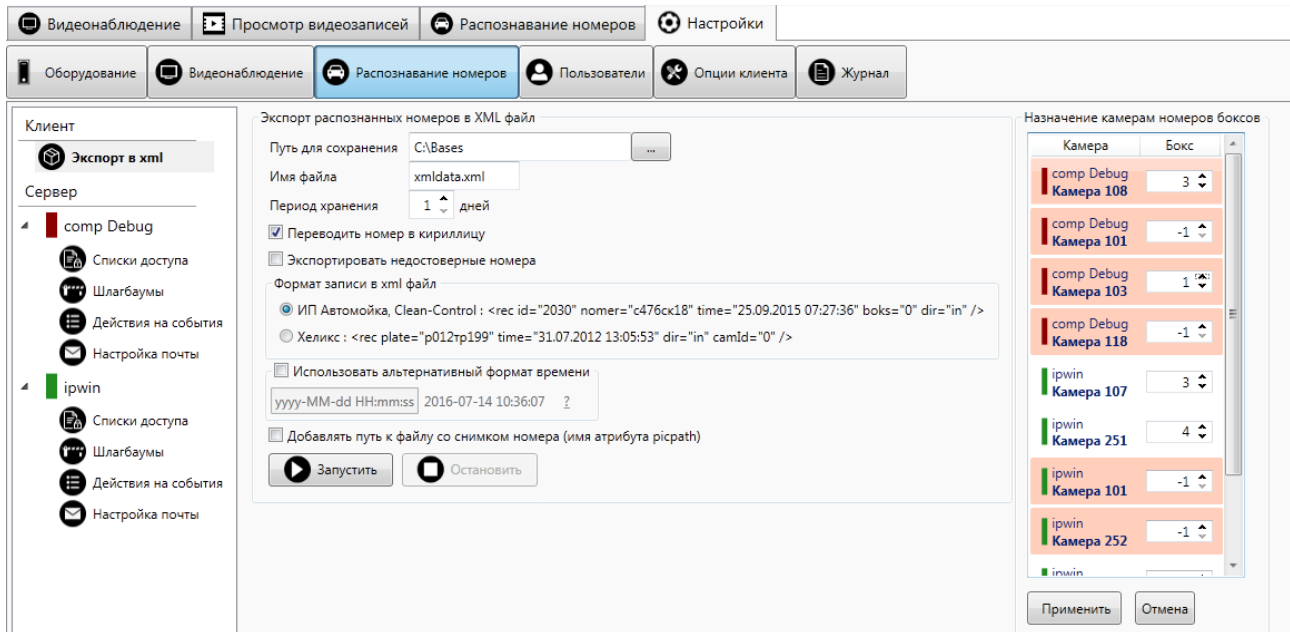 Видеонаблюдение Просмотр видеозаписей Распознавание номеров Настройки
Оборудование Видеонаблюдение Распознавание номеров Пользователи Опции клиента Журнал
Клиент
Экспорт в xml
Сервер
comp Debug
Списки доступа
Шлагбаумы
Действия на события
Настройка почты
ipwin
Списки доступа
Шлагбаумы
Действия на события
Настройка почты
Экспорт распознанных номеров в XML файл
Путь для сохранения C:\Bases ...
Имя файла xmldata.xml
Период хранения 1 дней
Переводить номер в кириллицу
Экспортировать недостоверные номера
Формат записи в xml файл
ИП Автомойка, Clean-Control : <rec id="2030" nomer="с476ск18" time="25.09.2015 07:27:36" boks="0" dir="in" />
Хеликс : <rec plate="р012тр199" time="31.07.2012 13:05:53" dir="in" camId="0" />
Использовать альтернативный формат времени
yyyy-MM-dd HH:mm:ss 2016-07-14 10:36:07 ?
Добавлять путь к файлу со снимком номера (имя атрибута picpath)
Запустить Остановить
Назначение камерам номеров боксов
Камера Бокс
comp Debug
Камера 108 3
comp Debug
Камера 101 -1
comp Debug
Камера 103 1
comp Debug
Камера 118 -1
ipwin
Камера 107 3
ipwin
Камера 251 4
ipwin
Камера 101 -1
ipwin
Камера 252 -1
ipwin
Применить Отмена